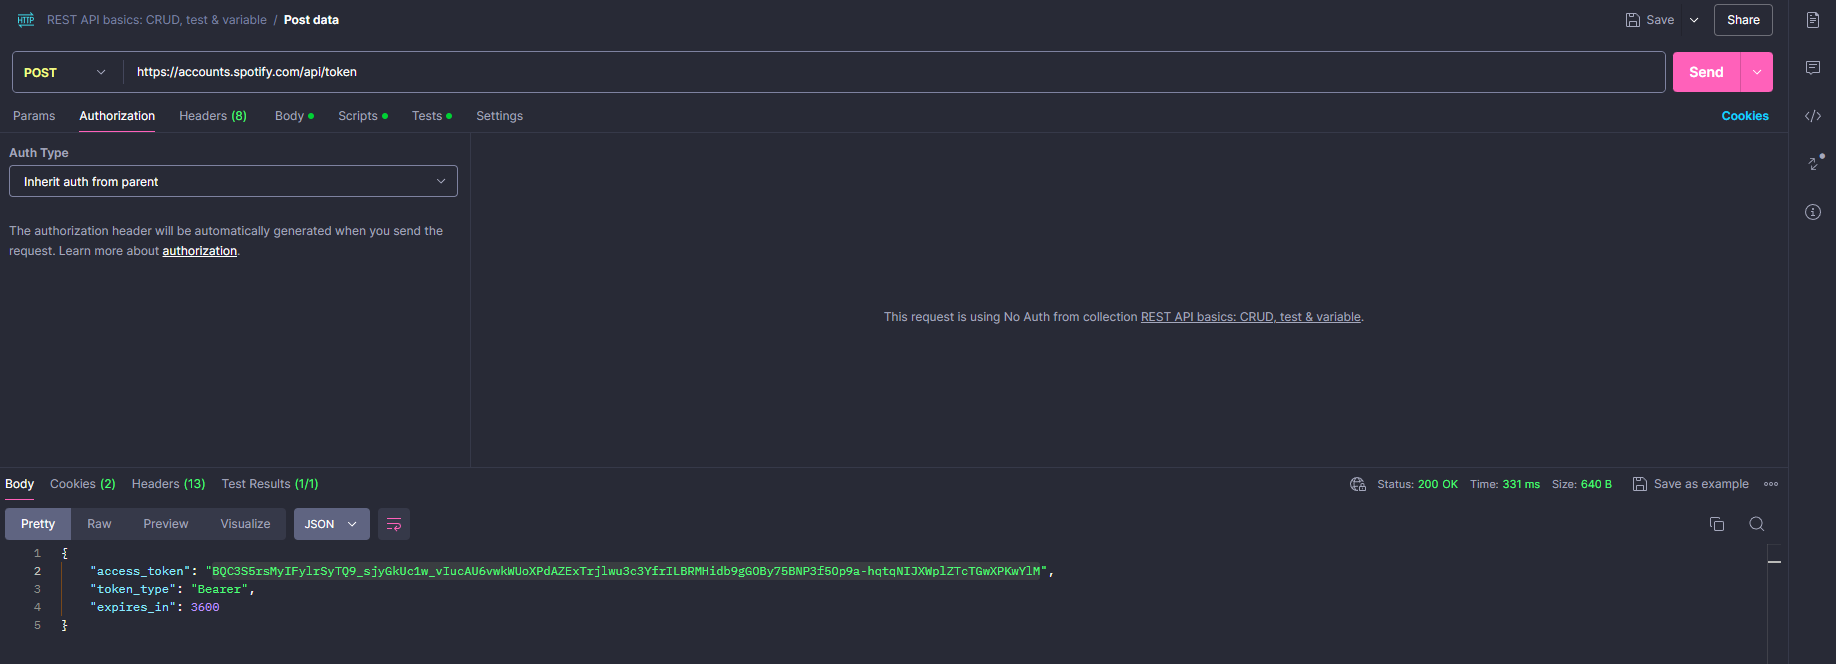 HTTP REST API basics: CRUD, test & variable / Post data Save Share
POST https://accounts.spotify.com/api/token Send
Params Authorization Headers (8) Body Scripts Tests Settings Cookies
Auth Type
Inherit auth from parent
The authorization header will be automatically generated when you send the
request. Learn more about authorization.
This request is using No Auth from collection REST API basics: CRUD, test & variable.
Body Cookies (2) Headers (13) Test Results (1/1) Status: 200 OK Time: 331 ms Size: 640 B Save as example
Pretty Raw Preview Visualize JSON
1 {
2 "access_token": "BQC3S5rsMyIFylrSyTQ9_sjyGkUc1w_vIucAU6vwkWUoXPdAZExTrjlwu3c3YfrILBRMHidb9gGOBy75BNP3f5Op9a-hqtqNIJXWplZTcTGwXPKwYlM",
3 "token_type": "Bearer",
4 "expires_in": 3600
5 }